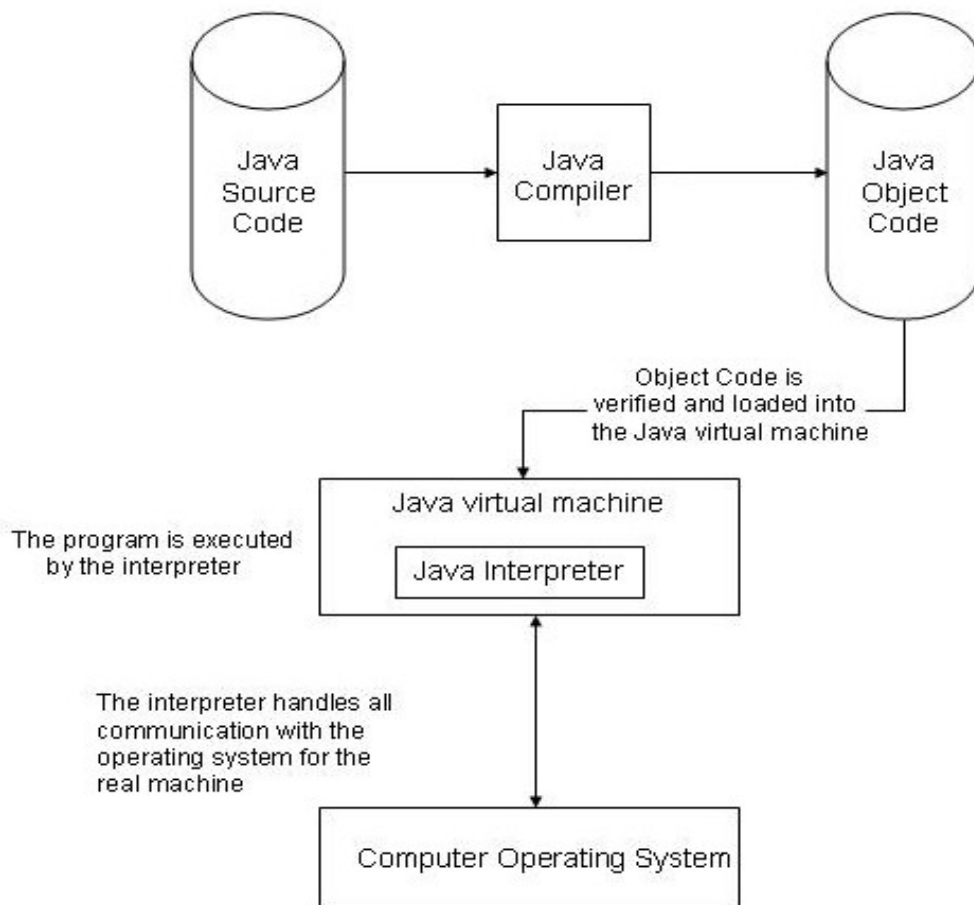 Java
Source
Code
Java
Compiler
Java
Object
Code
Object Code is
verified and loaded into
the Java virtual machine
Java virtual machine
The program is executed
by the interpreter
Java Interpreter
The interpreter handles all
communication with the
operating system for the
real machine
Computer Operating System